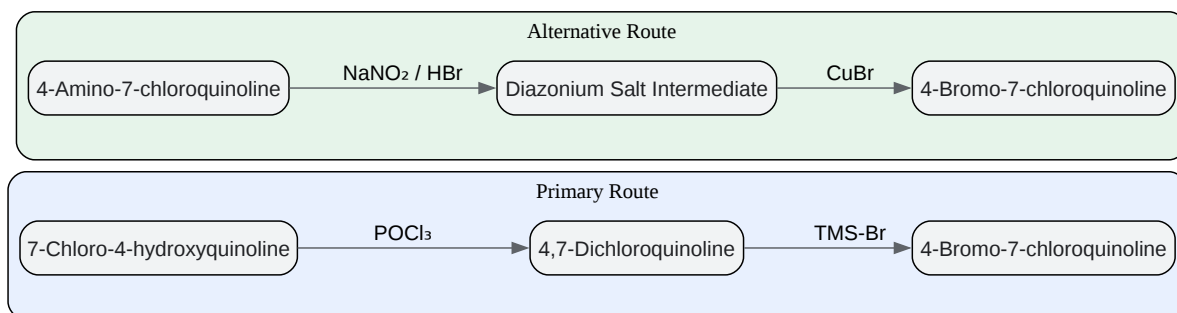 Alternative Route
4-Amino-7-chloroquinoline
NaNO₂ / HBr
Diazonium Salt Intermediate
CuBr
4-Bromo-7-chloroquinoline
Primary Route
7-Chloro-4-hydroxyquinoline
POCl₃
4,7-Dichloroquinoline
TMS-Br
4-Bromo-7-chloroquinoline